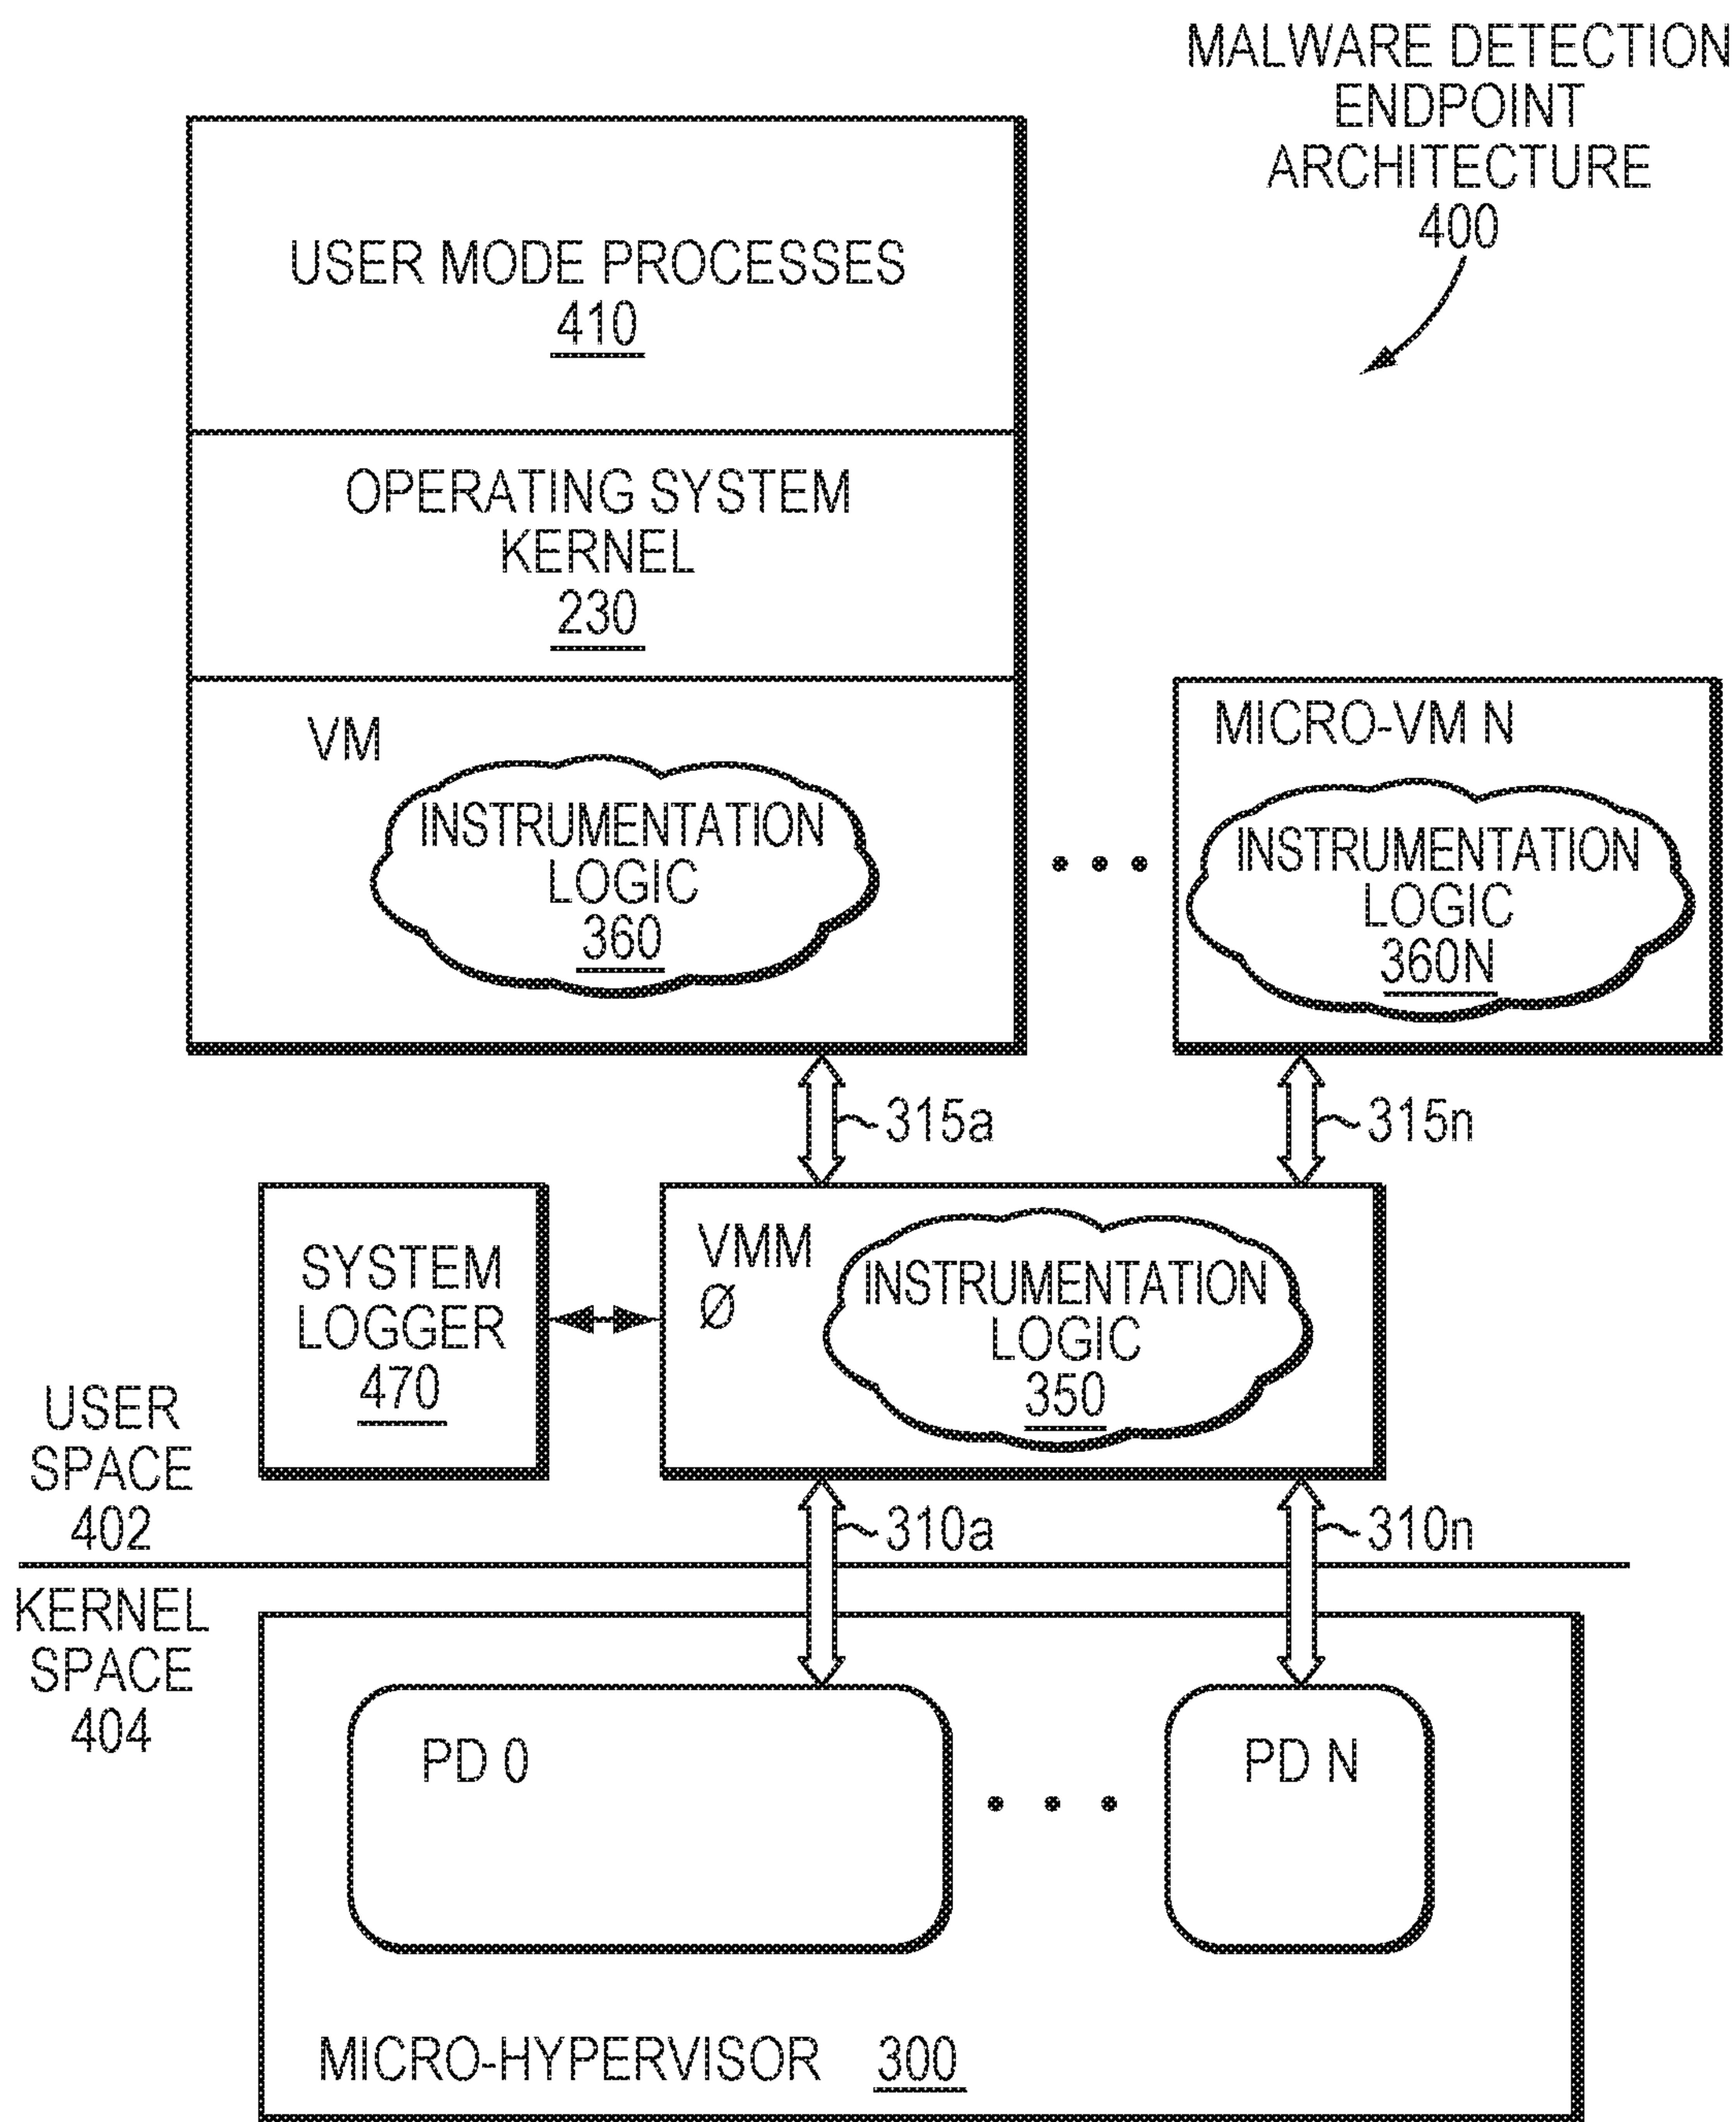 MALWARE DETECTION
ENDPOINT
ARCHITECTURE
400
USER MODE PROCESSES
410
OPERATING SYSTEM
KERNEL
230
VM
INSTRUMENTATION
LOGIC
360
MICRO-VM N
INSTRUMENTATION
LOGIC
360N
315a
315n
SYSTEM
LOGGER
470
VMM
Ø
INSTRUMENTATION
LOGIC
350
USER
SPACE
402
310a
310n
KERNEL
SPACE
404
PD 0
PD N
MICRO-HYPERVISOR 300